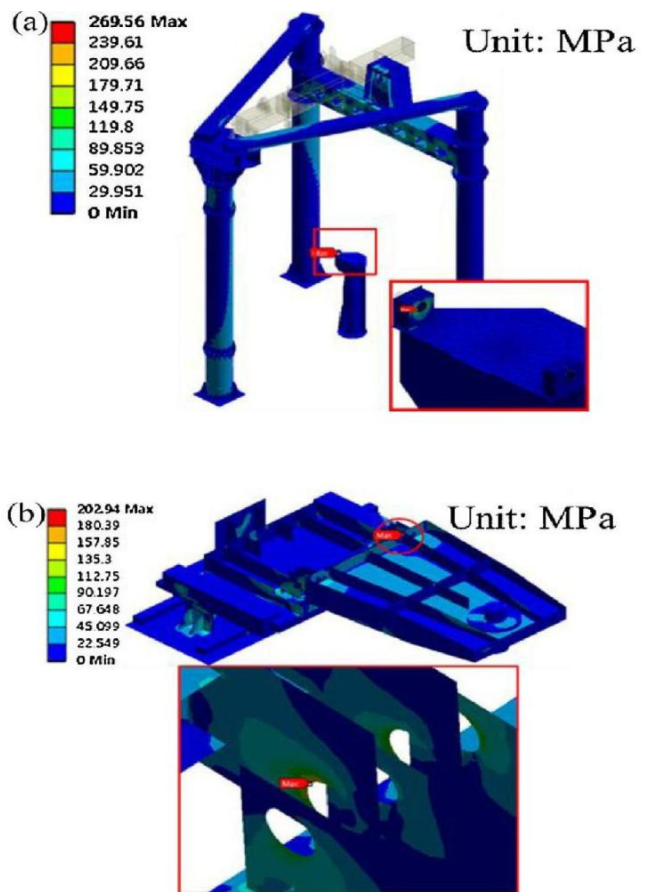 (a)
269.56 Max
239.61
209.66
179.71
149.75
119.8
89.853
59.902
29.951
0 Min
Unit: MPa
Max
(b)
202.94 Max
180.39
157.85
135.3
112.75
90.197
67.648
45.099
22.549
0 Min
Unit: MPa
Max
Max